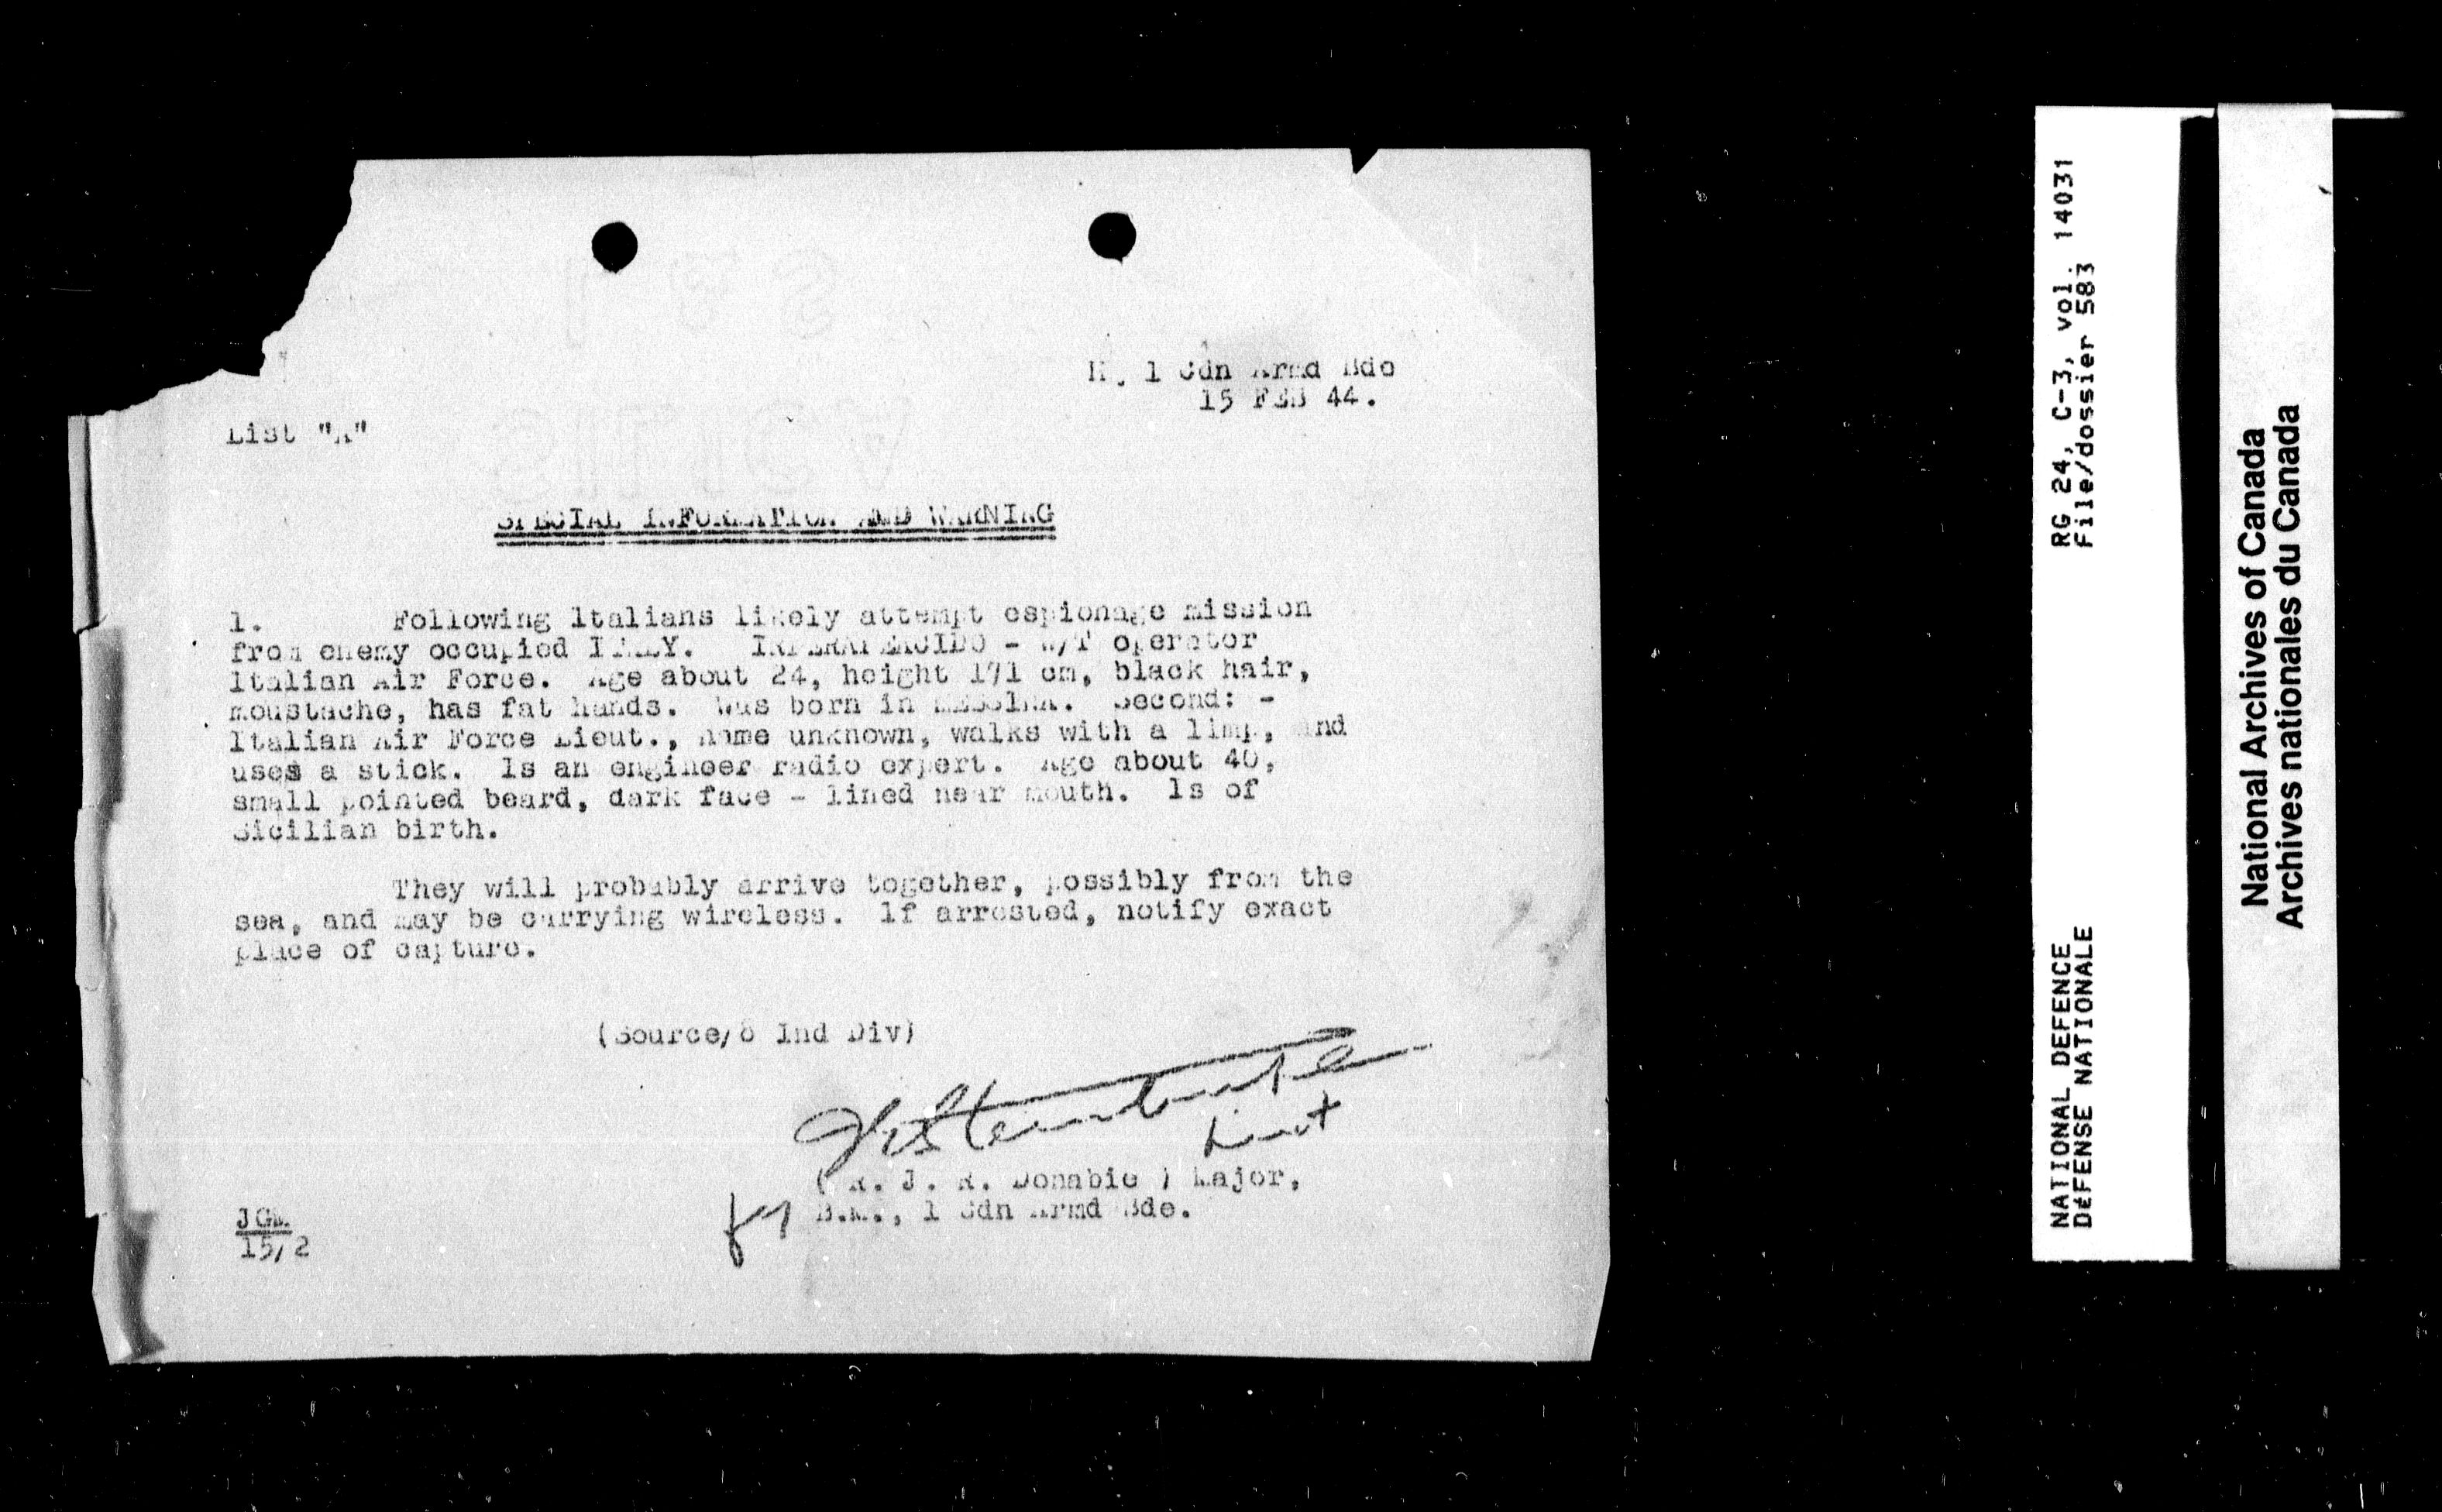 HQ 1 Cdn Armd Bde
15 FEB 44.
List "A"
SPECIAL INFORMATION AND WARNING
1. Following Italians likely attempt espionage mission
from enemy occupied ITALY. - W/T operator
Italian Air Force. Age about 24, height 171 cm, black hair,
moustache, has fat hands. Was born in MESSINA. Second: -
Italian Air Force Lieut., name unknown, walks with a limp, and
uses a stick. Is an engineer radio expert. Age about 40,
small pointed beard, dark face - lined near mouth. Is of
Sicilian birth.
They will probably arrive together, possibly from the
sea, and may be carrying wireless. If arrested, notify exact
place of capture.
(Source/8 Ind Div)
Lieut
( R. J. R. Donabie ) Major,
for B.M., 1 Cdn Armd Bde.
15/2
RG 24, C-3, vol. 14031
File/dossier 583
NATIONAL DEFENCE
DÉFENSE NATIONALE
National Archives of Canada
Archives nationales du Canada